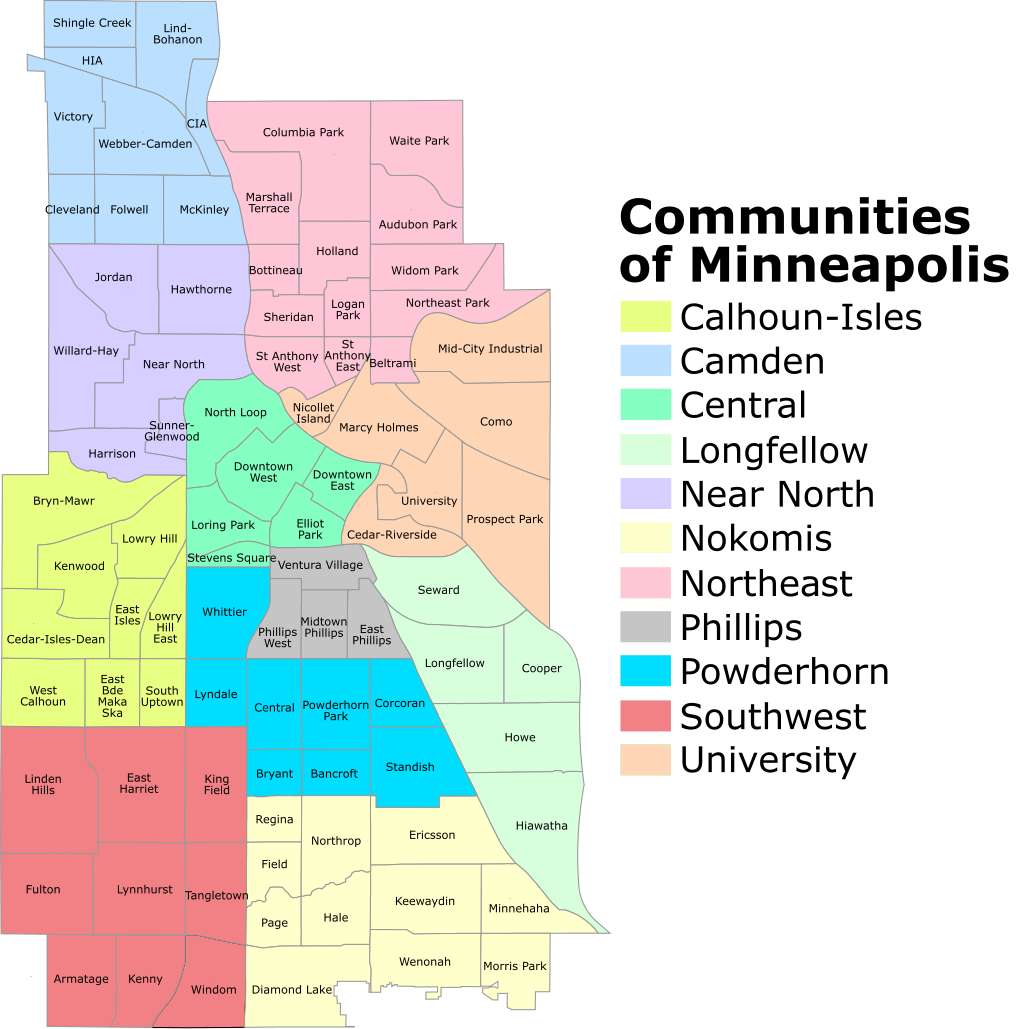 Shingle Creek
Lind-
Bohanon
HIA
Victory
CIA
Webber-Camden
Cleveland
Folwell
McKinley
Columbia Park
Waite Park
Marshall
Terrace
Audubon Park
Holland
Bottineau
Widom Park
Jordan
Hawthorne
Logan
Park
Northeast Park
Sheridan
Willard-Hay
Near North
St Anthony
West
St
Anthony
East
Beltrami
Mid-City Industrial
North Loop
Nicollet
Island
Marcy Holmes
Como
Sunner-
Glenwood
Harrison
Downtown
West
Downtown
East
Bryn-Mawr
University
Prospect Park
Loring Park
Elliot
Park
Cedar-Riverside
Lowry Hill
Kenwood
Stevens Square
Ventura Village
Seward
East
Isles
Lowry
Hill
East
Whittier
Cedar-Isles-Dean
Phillips
West
Midtown
Phillips
East
Phillips
Longfellow
Cooper
West
Calhoun
East
Bde
Maka
Ska
South
Uptown
Lyndale
Central
Powderhorn
Park
Corcoran
Howe
Linden
Hills
East
Harriet
King
Field
Bryant
Bancroft
Standish
Regina
Northrop
Ericsson
Hiawatha
Field
Fulton
Lynnhurst
Tangletown
Page
Hale
Keewaydin
Minnehaha
Armatage
Kenny
Windom
Diamond Lake
Wenonah
Morris Park
Communities
of Minneapolis
Calhoun-Isles
Camden
Central
Longfellow
Near North
Nokomis
Northeast
Phillips
Powderhorn
Southwest
University